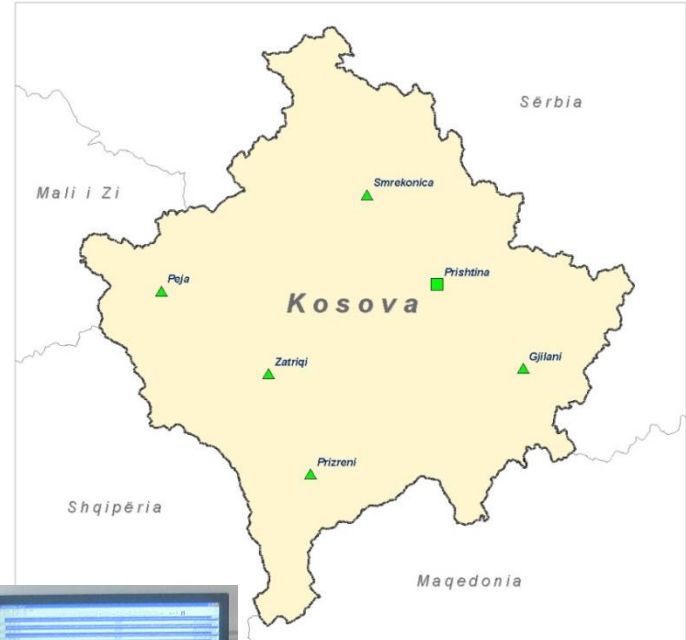 Sërbia
Smrekonica
Mali i Zi
Prishtina
Peja
Kosova
Gjilani
Zatriqi
Prizreni
Shqipëria
Maqedonia